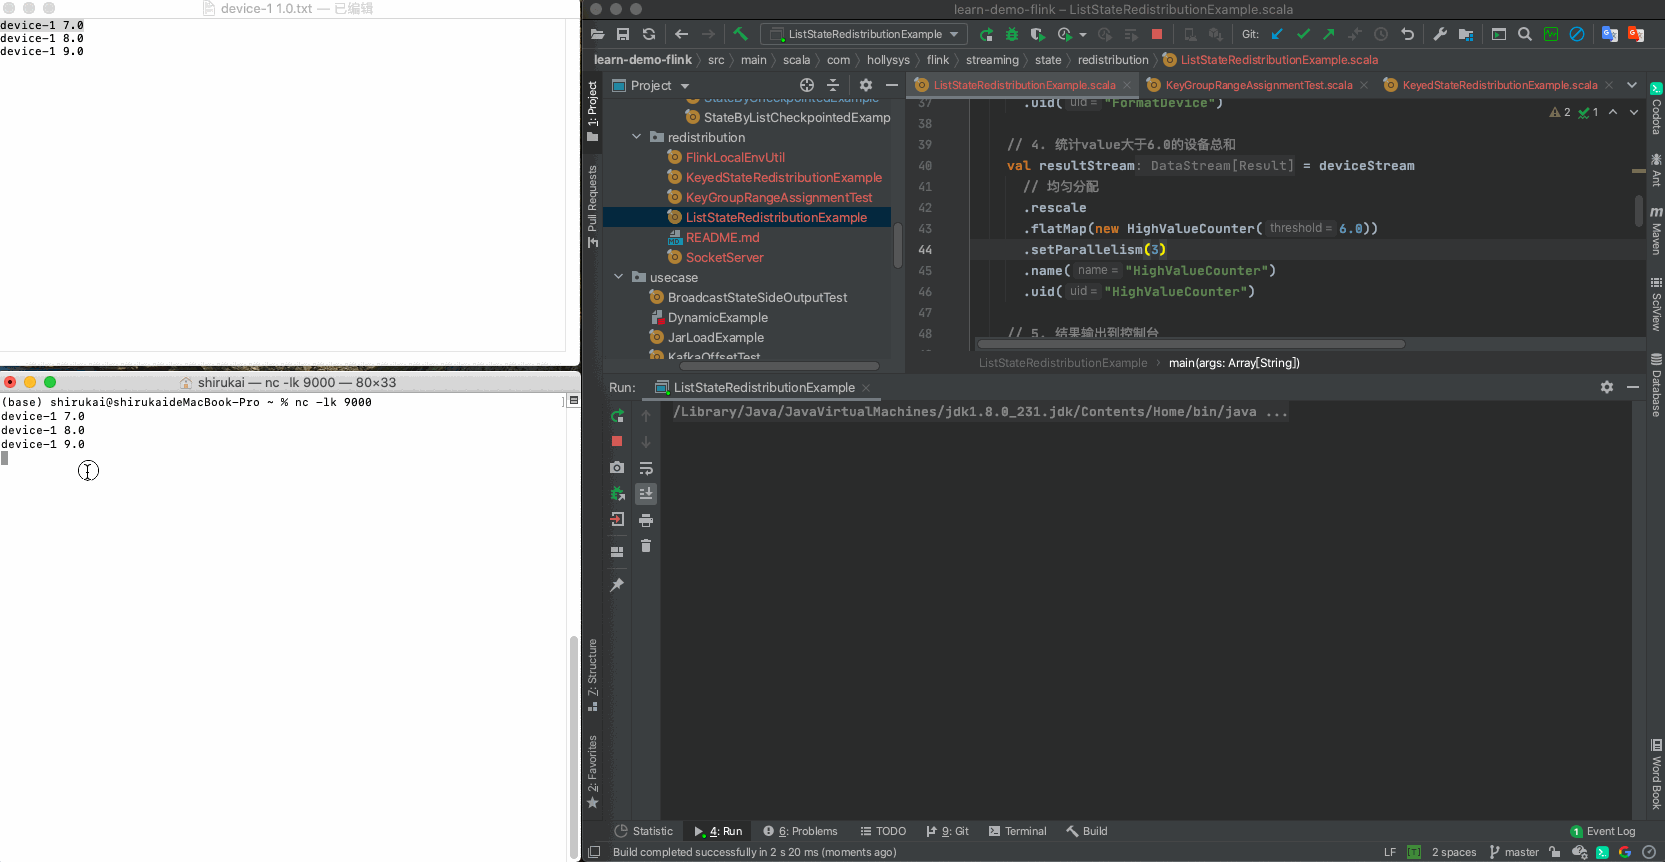 device-1 1.0.txt — 已编辑
device-1 7.0
device-1 8.0
device-1 9.0
shirukai — nc -lk 9000 — 80×33
(base) shirukai@shirukaideMacBook-Pro ~ % nc -lk 9000
device-1 7.0
device-1 8.0
device-1 9.0
learn-demo-flink – ListStateRedistributionExample.scala
ListStateRedistributionExample
Git:
learn-demo-flink
src
main
scala
com
hollysys
flink
streaming
state
redistribution
ListStateRedistributionExample.scala
1: Project
Pull Requests
7: Structure
2: Favorites
Project
StateByCheckpointedExample
StateByListCheckpointedExamp
redistribution
FlinkLocalEnvUtil
KeyedStateRedistributionExample
KeyGroupRangeAssignmentTest
ListStateRedistributionExample
README.md
SocketServer
usecase
BroadcastStateSideOutputTest
DynamicExample
JarLoadExample
KafkaOffsetTest
ListStateRedistributionExample.scala
KeyGroupRangeAssignmentTest.scala
KeyedStateRedistributionExample.scala
2
1
37 .uid( uid = "FormatDevice")
38
39 // 4. 统计value大于6.0的设备总和
40 val resultStream: DataStream[Result] = deviceStream
41 // 均匀分配
42 .rescale
43 .flatMap(new HighValueCounter( threshold = 6.0))
44 .setParallelism(3)
45 .name( name = "HighValueCounter")
46 .uid( uid = "HighValueCounter")
47
48 // 5. 结果输出到控制台
ListStateRedistributionExample › main(args: Array[String])
Codota
Ant
Maven
SciView
Database
Word Book
Run:
ListStateRedistributionExample
/Library/Java/JavaVirtualMachines/jdk1.8.0_231.jdk/Contents/Home/bin/java ...
Statistic
4: Run
6: Problems
TODO
9: Git
Terminal
Build
1 Event Log
Build completed successfully in 2 s 20 ms (moments ago)
LF
[T]
2 spaces
master